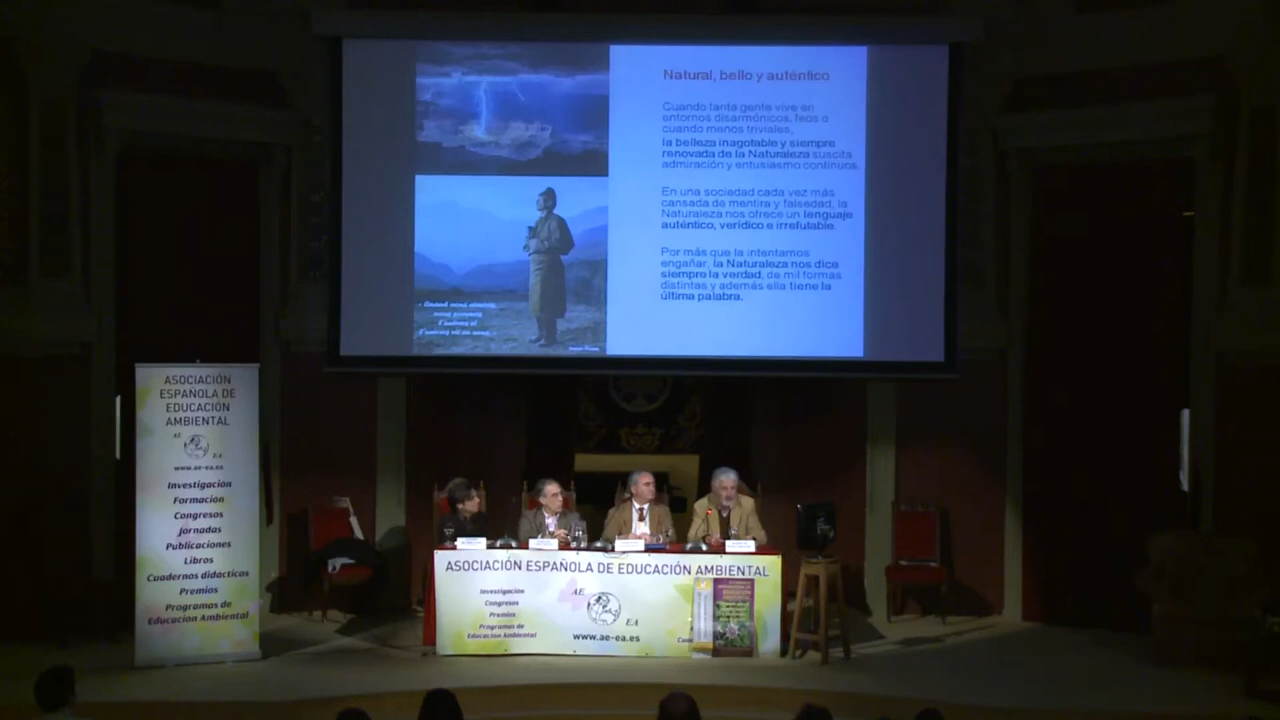 Natural, bello y auténtico
Cuando tanta gente vive en
entornos disarmónicos, feos o
cuando menos triviales,
la belleza inagotable y siempre
renovada de la Naturaleza suscita
admiración y entusiasmo continuos.
En una sociedad cada vez más
cansada de mentira y falsedad, la
Naturaleza nos ofrece un lenguaje
auténtico, verídico e irrefutable.
Por más que la intentamos
engañar, la Naturaleza nos dice
siempre la verdad, de mil formas
distintas y además ella tiene la
última palabra.
ASOCIACIÓN
ESPAÑOLA DE
EDUCACIÓN
AMBIENTAL
AE
EA
www.ae-ea.es
Investigación
Formación
Congresos
Jornadas
Publicaciones
Libros
Cuadernos didácticos
Premios
Programas de
Educación Ambiental
ASOCIACIÓN ESPAÑOLA DE EDUCACIÓN AMBIENTAL
Investigación
Congresos
Premios
Programas de
Educación Ambiental
AE
EA
www.ae-ea.es